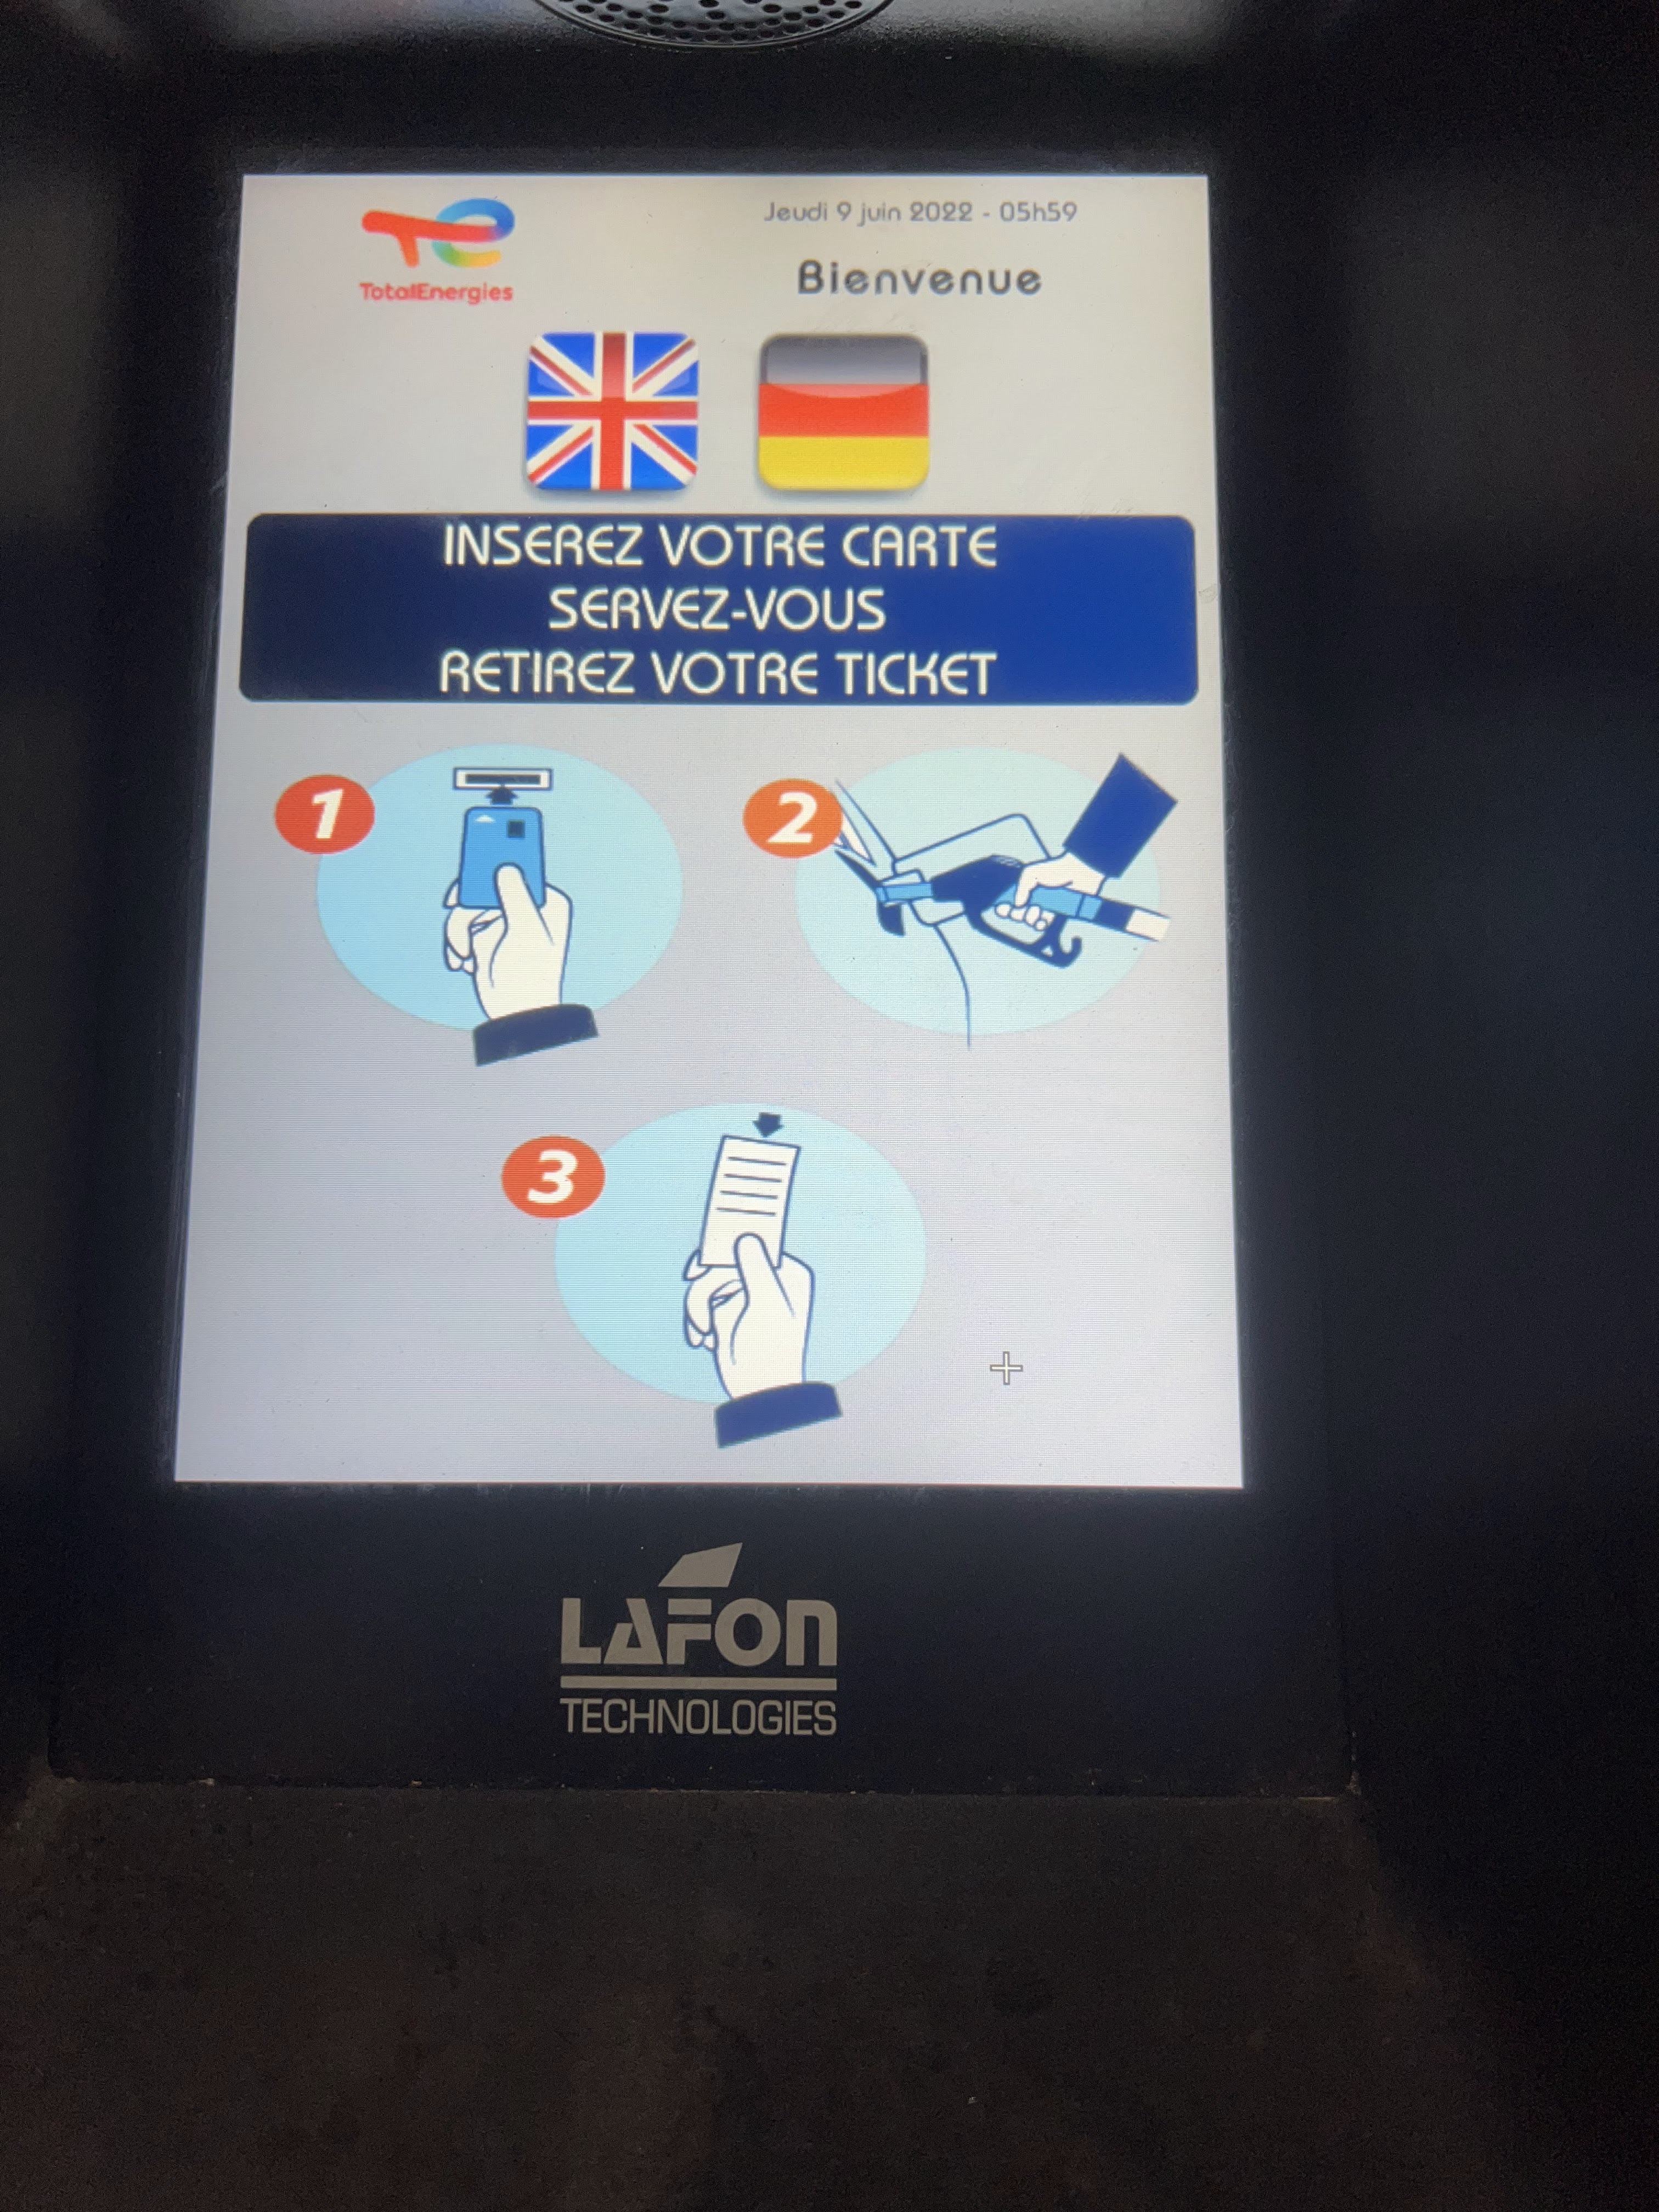 TotalEnergies
Jeudi 9 juin 2022 - 05h59
Bienvenue
INSEREZ VOTRE CARTE
SERVEZ-VOUS
RETIREZ VOTRE TICKET
1
2
3
LAFON
TECHNOLOGIES